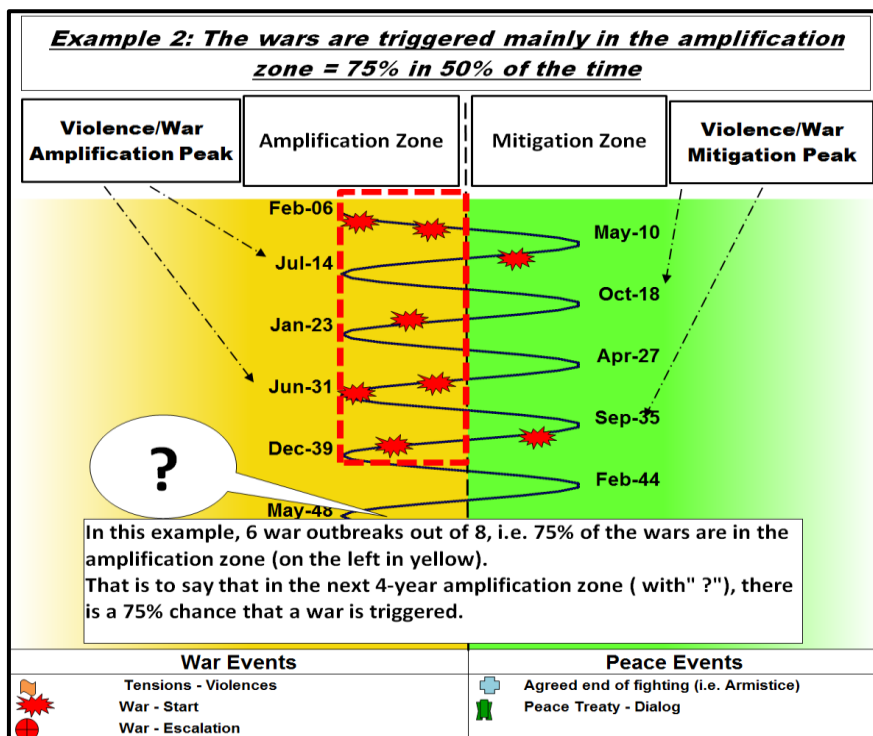 Example 2: The wars are triggered mainly in the amplification
zone = 75% in 50% of the time
Violence/War
Amplification Peak
Amplification Zone
Mitigation Zone
Violence/War
Mitigation Peak
Feb-06
May-10
Jul-14
Oct-18
Jan-23
Apr-27
Jun-31
Sep-35
Dec-39
Feb-44
?
May-48
In this example, 6 war outbreaks out of 8, i.e. 75% of the wars are in the
amplification zone (on the left in yellow).
That is to say that in the next 4-year amplification zone ( with" ?"), there
is a 75% chance that a war is triggered.
War Events
Peace Events
Tensions - Violences
Agreed end of fighting (i.e. Armistice)
War - Start
Peace Treaty - Dialog
War - Escalation